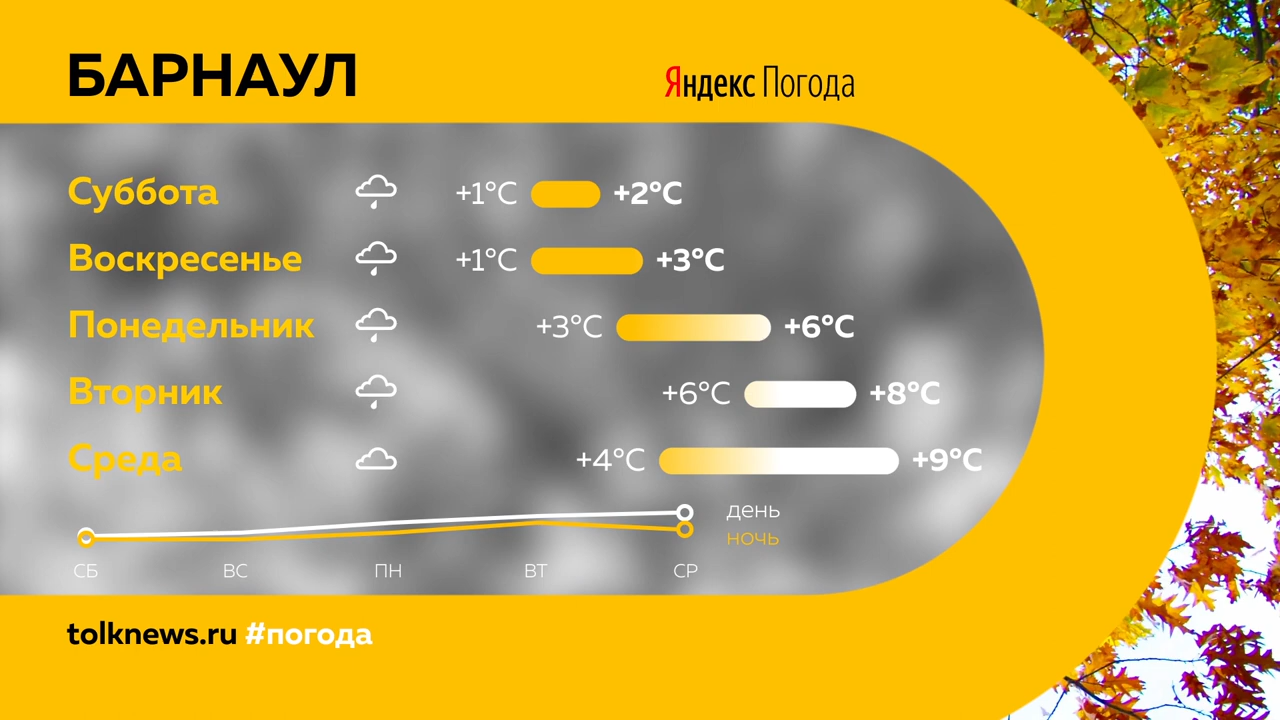 БАРНАУЛ
Яндекс Погода
Суббота +1°C +2°C
Воскресенье +1°C +3°C
Понедельник +3°C +6°C
Вторник +6°C +8°C
Среда +4°C +9°C
день
ночь
СБ ВС ПН ВТ СР
tolknews.ru #погода